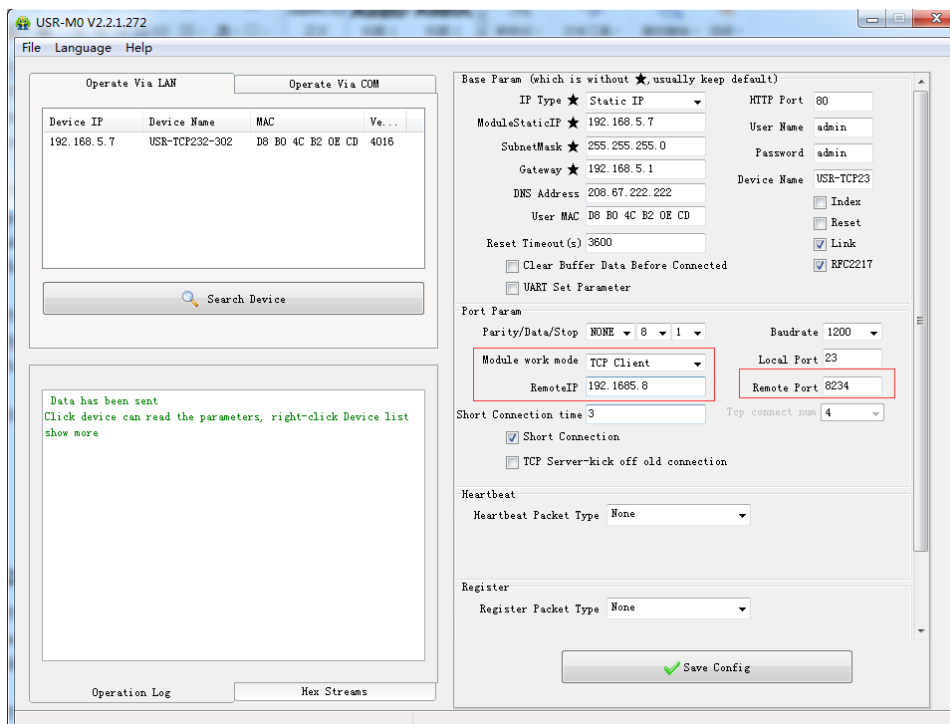 USR-M0 V2.2.1.272
File Language Help
Operate Via LAN
Operate Via COM
Device IP Device Name MAC Ve...
192.168.5.7 USR-TCP232-302 D8 B0 4C B2 0E CD 4016
Search Device
Data has been sent
Click device can read the parameters, right-click Device list
show more
Operation Log
Hex Streams
Base Param (which is without ★,usually keep default)
IP Type ★ Static IP
HTTP Port 80
ModuleStaticIP ★ 192.168.5.7
User Name admin
SubnetMask ★ 255.255.255.0
Password admin
Gateway ★ 192.168.5.1
Device Name USR-TCP23
DNS Address 208.67.222.222
Index
User MAC D8 B0 4C B2 0E CD
Reset
Reset Timeout(s) 3600
Link
Clear Buffer Data Before Connected
RFC2217
UART Set Parameter
Port Param
Parity/Data/Stop NONE 8 1
Baudrate 1200
Module work mode TCP Client
Local Port 23
RemoteIP 192.1685.8
Remote Port 8234
Short Connection time 3
Tcp connect num 4
Short Connection
TCP Server-kick off old connection
Heartbeat
Heartbeat Packet Type None
Register
Register Packet Type None
Save Config